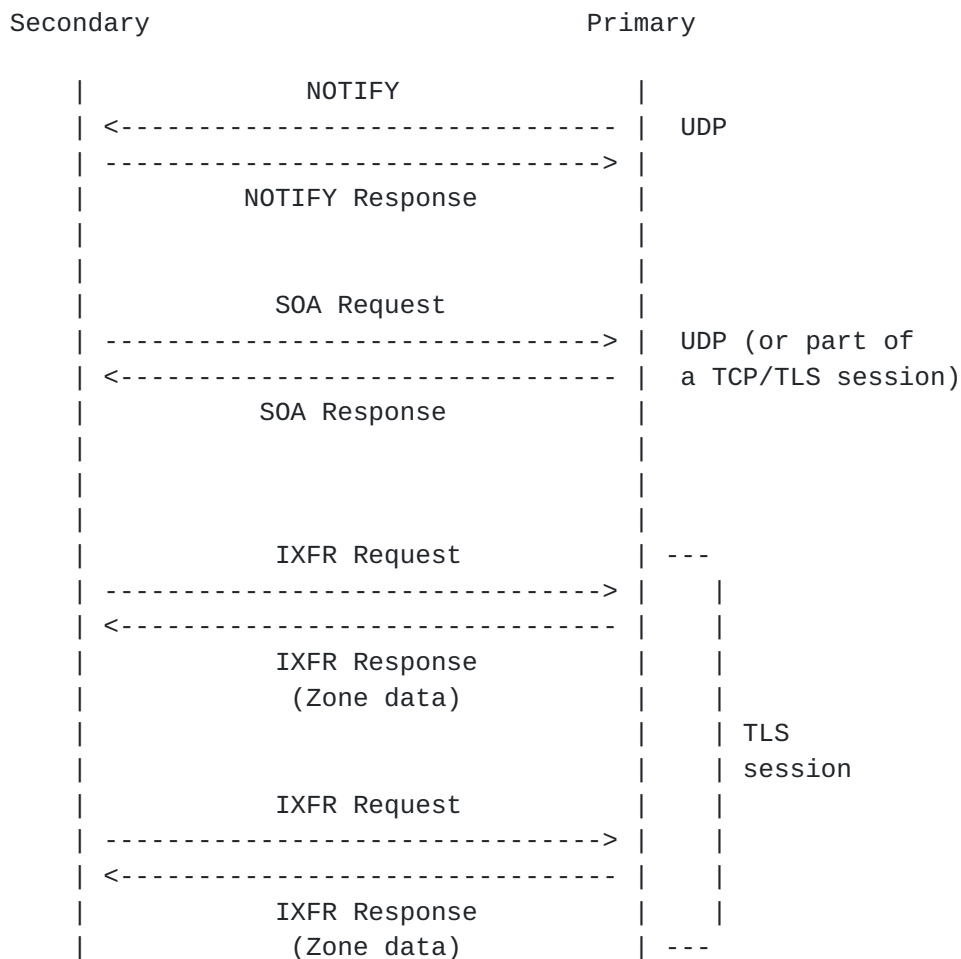 Secondary                            Primary

    |              NOTIFY               |
    | <-------------------------------- |  UDP
    | --------------------------------> |
    |          NOTIFY Response          |
    |                                   |
    |                                   |
    |            SOA Request            |
    | --------------------------------> |  UDP (or part of
    | <-------------------------------- |  a TCP/TLS session)
    |           SOA Response            |
    |                                   |
    |                                   |
    |                                   |
    |            IXFR Request           | ---
    | --------------------------------> |    |
    | <-------------------------------- |    |
    |            IXFR Response          |    |
    |             (Zone data)           |    |
    |                                   |    | TLS
    |                                   |    | session
    |            IXFR Request           |    |
    | --------------------------------> |    |
    | <-------------------------------- |    |
    |            IXFR Response          |    |
    |             (Zone data)           | ---